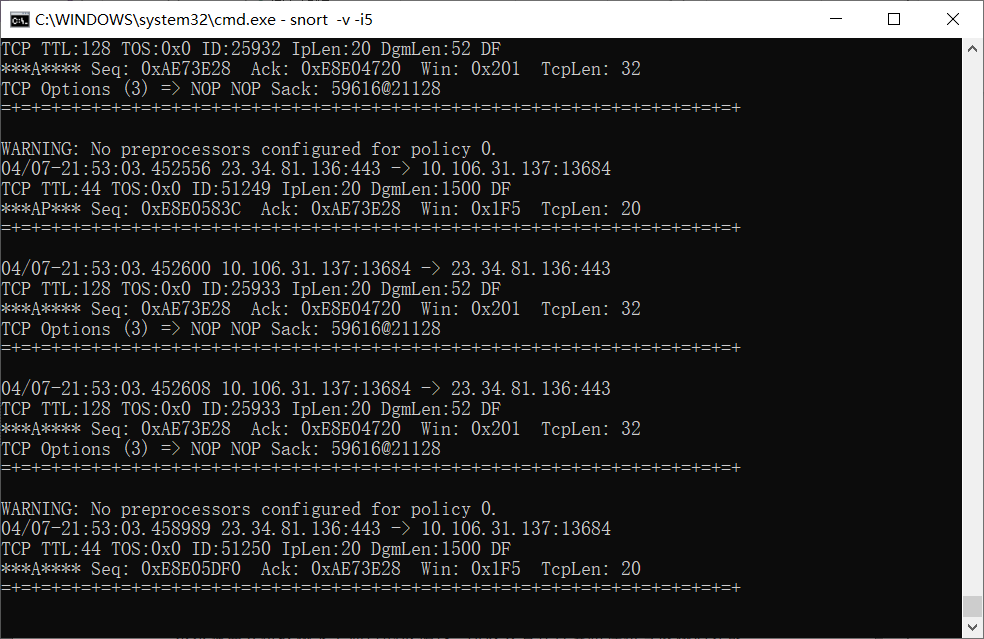 C:\WINDOWS\system32\cmd.exe - snort  -v -i5
TCP TTL:128 TOS:0x0 ID:25932 IpLen:20 DgmLen:52 DF
***A**** Seq: 0xAE73E28  Ack: 0xE8E04720  Win: 0x201  TcpLen: 32
TCP Options (3) => NOP NOP Sack: 59616@21128
=+=+=+=+=+=+=+=+=+=+=+=+=+=+=+=+=+=+=+=+=+=+=+=+=+=+=+=+=+=+=+=+=+=+=+=+=+

WARNING: No preprocessors configured for policy 0.
04/07-21:53:03.452556 23.34.81.136:443 -> 10.106.31.137:13684
TCP TTL:44 TOS:0x0 ID:51249 IpLen:20 DgmLen:1500 DF
***AP*** Seq: 0xE8E0583C  Ack: 0xAE73E28  Win: 0x1F5  TcpLen: 20
=+=+=+=+=+=+=+=+=+=+=+=+=+=+=+=+=+=+=+=+=+=+=+=+=+=+=+=+=+=+=+=+=+=+=+=+=+

04/07-21:53:03.452600 10.106.31.137:13684 -> 23.34.81.136:443
TCP TTL:128 TOS:0x0 ID:25933 IpLen:20 DgmLen:52 DF
***A**** Seq: 0xAE73E28  Ack: 0xE8E04720  Win: 0x201  TcpLen: 32
TCP Options (3) => NOP NOP Sack: 59616@21128
=+=+=+=+=+=+=+=+=+=+=+=+=+=+=+=+=+=+=+=+=+=+=+=+=+=+=+=+=+=+=+=+=+=+=+=+=+

04/07-21:53:03.452608 10.106.31.137:13684 -> 23.34.81.136:443
TCP TTL:128 TOS:0x0 ID:25933 IpLen:20 DgmLen:52 DF
***A**** Seq: 0xAE73E28  Ack: 0xE8E04720  Win: 0x201  TcpLen: 32
TCP Options (3) => NOP NOP Sack: 59616@21128
=+=+=+=+=+=+=+=+=+=+=+=+=+=+=+=+=+=+=+=+=+=+=+=+=+=+=+=+=+=+=+=+=+=+=+=+=+

WARNING: No preprocessors configured for policy 0.
04/07-21:53:03.458989 23.34.81.136:443 -> 10.106.31.137:13684
TCP TTL:44 TOS:0x0 ID:51250 IpLen:20 DgmLen:1500 DF
***A**** Seq: 0xE8E05DF0  Ack: 0xAE73E28  Win: 0x1F5  TcpLen: 20
=+=+=+=+=+=+=+=+=+=+=+=+=+=+=+=+=+=+=+=+=+=+=+=+=+=+=+=+=+=+=+=+=+=+=+=+=+